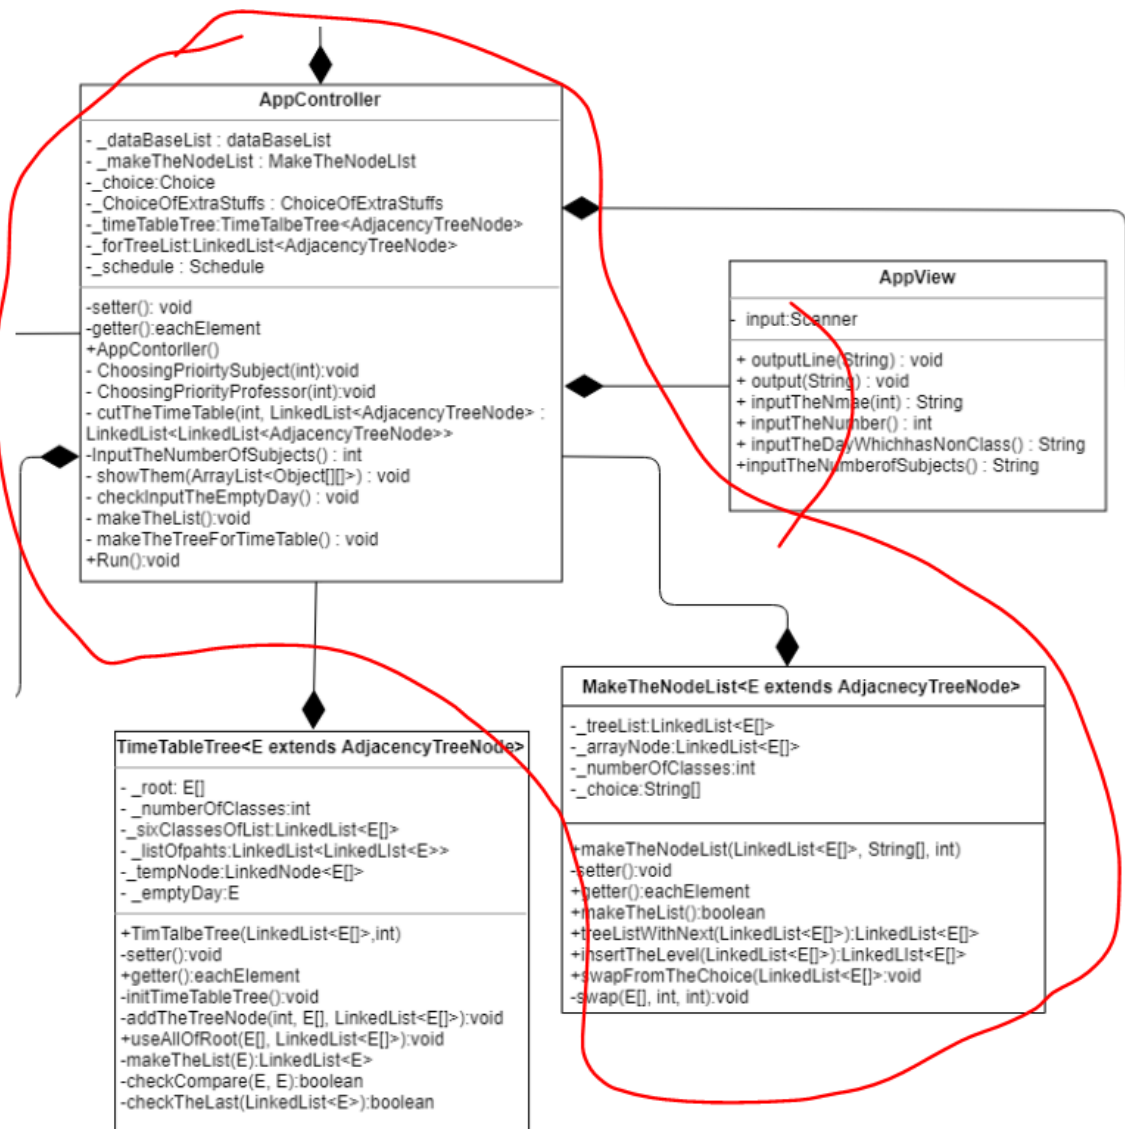 AppController
- _dataBaseList : dataBaseList
- _makeTheNodeList : MakeTheNodeLIst
-_choice:Choice
-_ChoiceOfExtraStuffs : ChoiceOfExtraStuffs
-_timeTableTree:TimeTalbeTree<AdjacencyTreeNode>
-_forTreeList:LinkedList<AdjacencyTreeNode>
-_schedule : Schedule
-setter(): void
-getter():eachElement
+AppContorller()
- ChoosingPrioirtySubject(int):void
- ChoosingPriorityProfessor(int):void
- cutTheTimeTable(int, LinkedList<AdjacencyTreeNode> :
LinkedList<LinkedList<AdjacencyTreeNode>>
-InputTheNumberOfSubjects() : int
- showThem(ArrayList<Object[][]>) : void
- checkInputTheEmptyDay() : void
- makeTheList():void
- makeTheTreeForTimeTable() : void
+Run():void
AppView
- input:Scanner
+ outputLine(String) : void
+ output(String) : void
+ inputTheNmae(int) : String
+ inputTheNumber() : int
+ inputTheDayWhichhasNonClass() : String
+inputTheNumberofSubjects() : String
TimeTableTree<E extends AdjacencyTreeNode>
- _root: E[]
- _numberOfClasses:int
-_sixClassesOfList:LinkedList<E[]>
- _listOfpahts:LinkedList<LinkedLIst<E>>
-_tempNode:LinkedNode<E[]>
- _emptyDay:E
+TimTalbeTree(LinkedList<E[]>,int)
-setter():void
+getter():eachElement
-initTimeTableTree():void
-addTheTreeNode(int, E[], LinkedList<E[]>):void
+useAllOfRoot(E[], LinkedList<E[]>):void
-makeTheList(E):LinkedList<E>
-checkCompare(E, E):boolean
-checkTheLast(LinkedList<E>):boolean
MakeTheNodeList<E extends AdjacnecyTreeNode>
-_treeList:LinkedList<E[]>
-_arrayNode:LinkedList<E[]>
-_numberOfClasses:int
-_choice:String[]
+makeTheNodeList(LinkedList<E[]>, String[], int)
-setter():void
+getter():eachElement
+makeTheList():boolean
+treeListWithNext(LinkedList<E[]>):LinkedList<E[]>
+insertTheLevel(LinkedList<E[]>):LinkedLIst<E[]>
+swapFromTheChoice(LinkedList<E[]>:void
-swap(E[], int, int):void